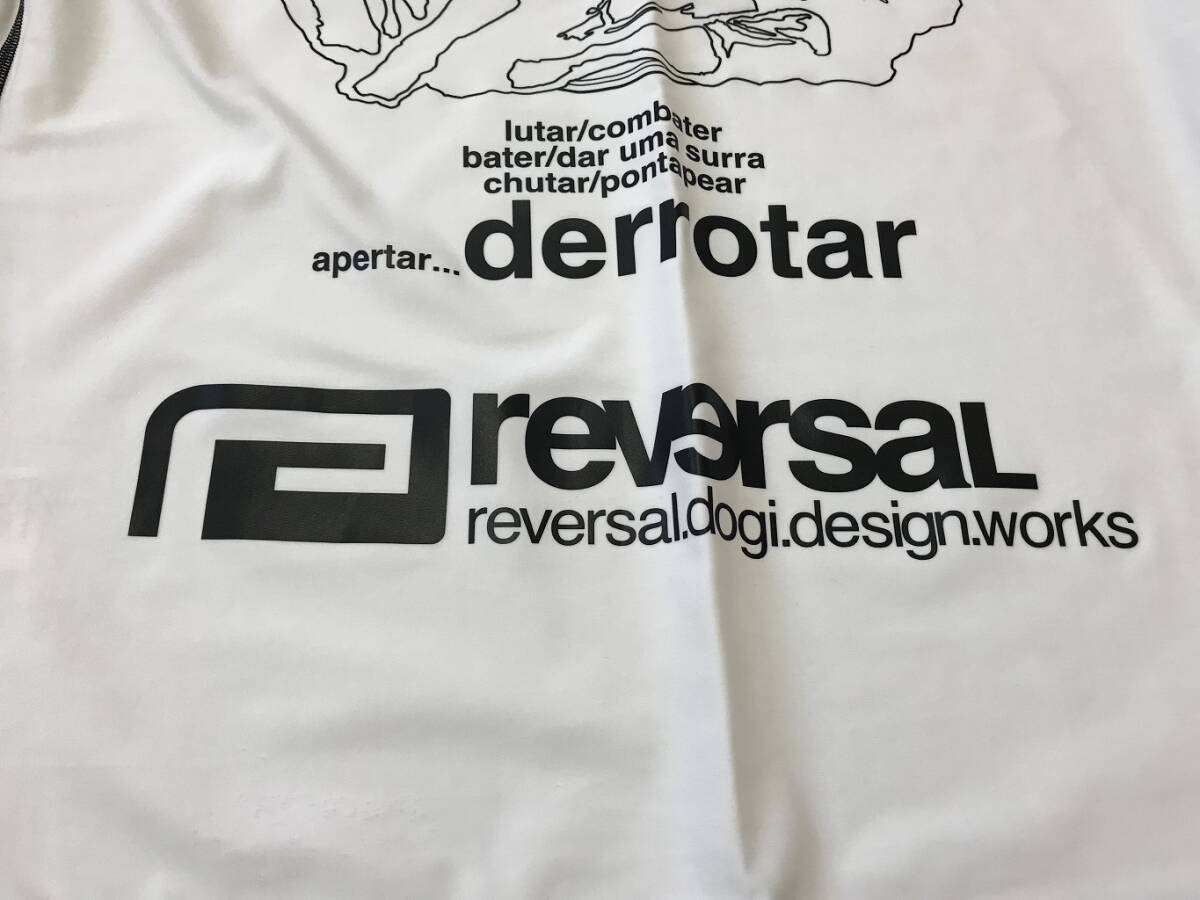 lutar/combater
bater/dar uma surra
chutar/pontapear
apertar...derrotar
reversaL
reversal.dogi.design.works